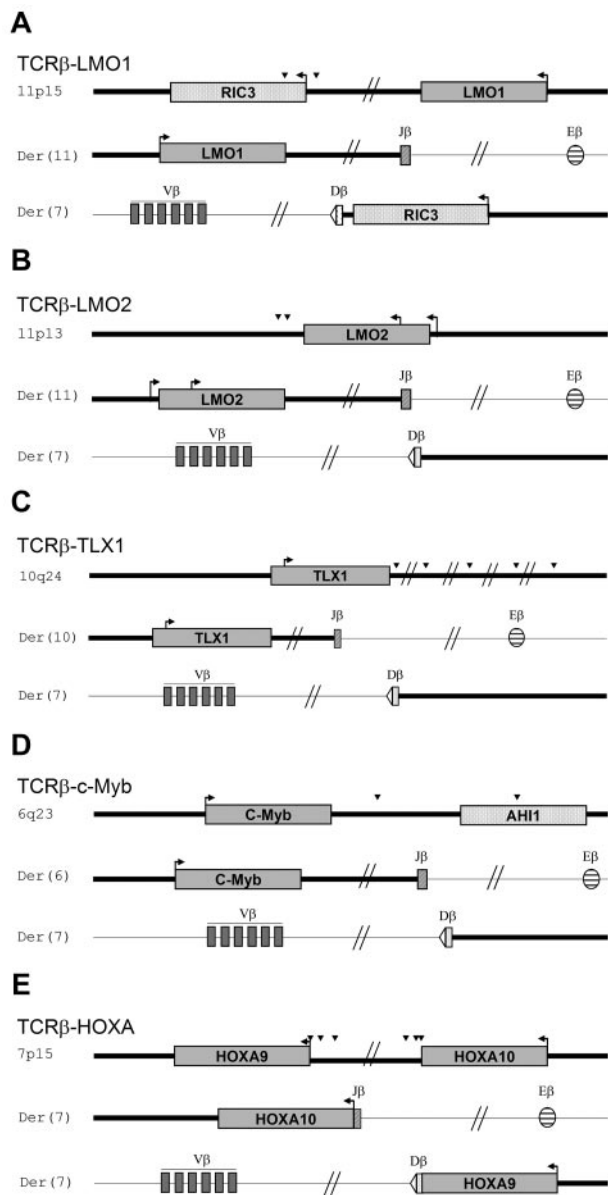 A
TCRβ-LMO1
11p15
RIC3
LMO1
Jβ
Eβ
Der(11)
LMO1
Vβ
Dβ
Der(7)
RIC3
B
TCRβ-LMO2
11p13
LMO2
Jβ
Eβ
Der(11)
LMO2
Vβ
Dβ
Der(7)
C
TCRβ-TLX1
10q24
TLX1
Jβ
Eβ
Der(10)
TLX1
Vβ
Dβ
Der(7)
D
TCRβ-c-Myb
6q23
C-Myb
AHI1
Jβ
Eβ
Der(6)
C-Myb
Vβ
Dβ
Der(7)
E
TCRβ-HOXA
7p15
HOXA9
HOXA10
Jβ
Eβ
Der(7)
HOXA10
Vβ
Dβ
Der(7)
HOXA9